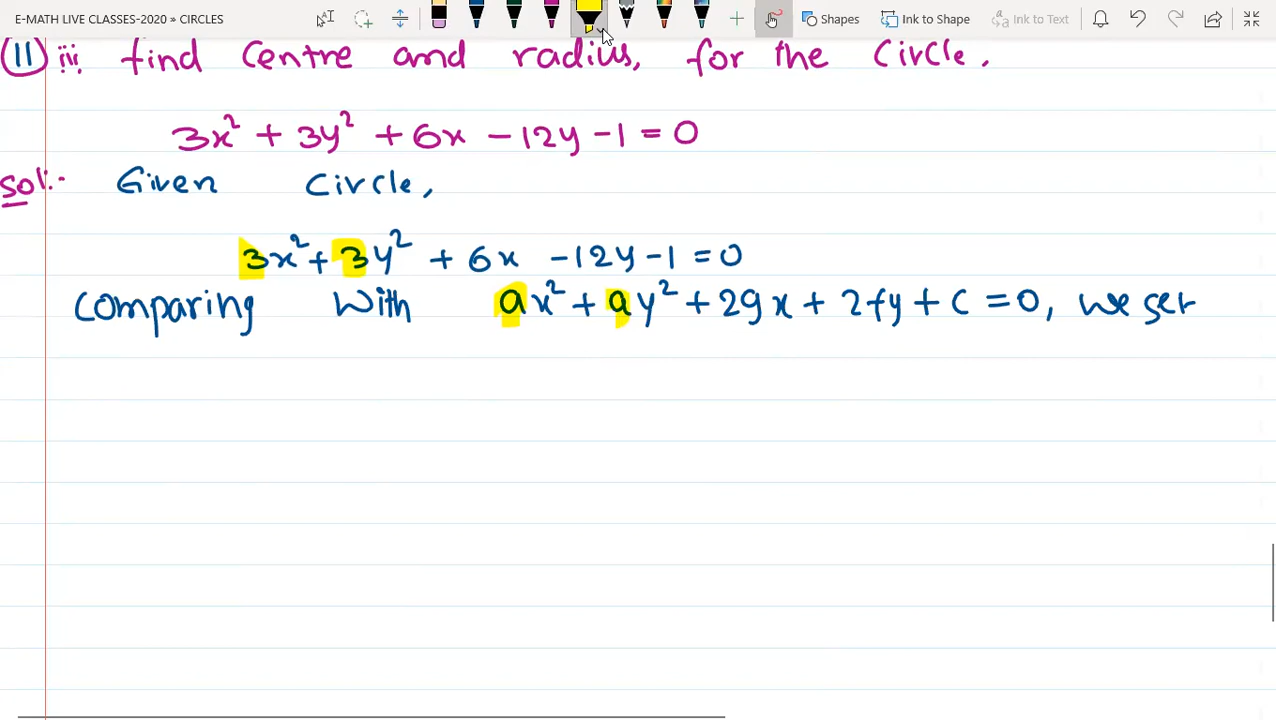 E-MATH LIVE CLASSES-2020 » CIRCLES
Ink to Shape
Ink to Text
Shapes
(11) iii, find Centre and radius, for the Circle.
3x² + 3y² + 6x - 12y - 1 = 0
Sol:- Given Circle,
3x² + 3y² + 6x - 12y - 1 = 0
Comparing With ax² + ay² + 2gx + 2fy + c = 0, we get